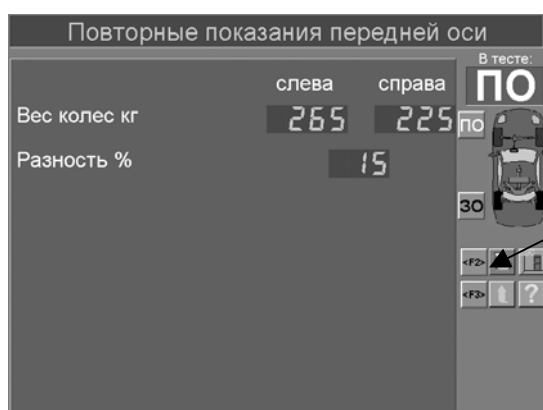 Повторные показания передней оси
В тесте:
ПО
слева справа
Вес колес кг 265 225
ПО
Разность % 15
ЗО
<F2>
<F3> ?